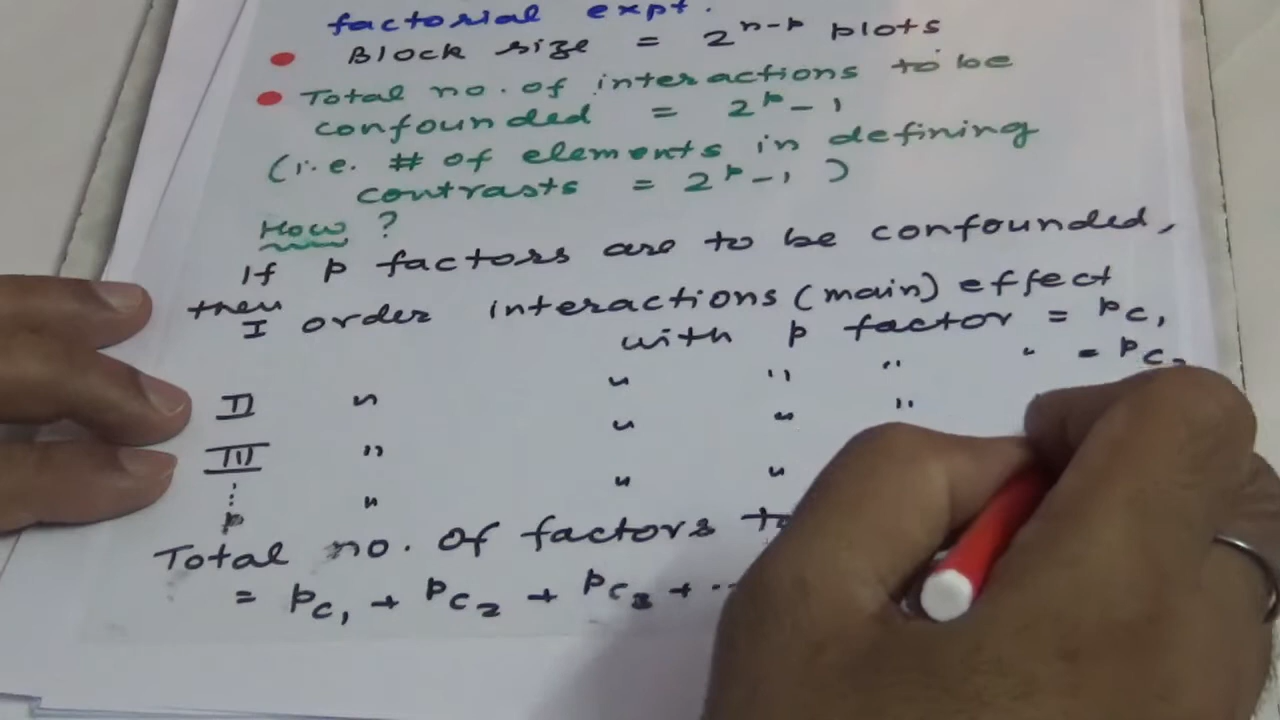 factorial expt.
Block size = 2^n-p plots
Total no. of interactions to be
confounded = 2^p - 1
(i.e. # of elements in defining
contrasts = 2^p - 1 )
How ?
If p factors are to be confounded,
then
I order interactions (main) effect
with p factor = pC1
" " " = pC2
II " " " "
III " " "
⋮ " " "
p
Total no. of factors to
= pC1 + pC2 + pC3 + ..